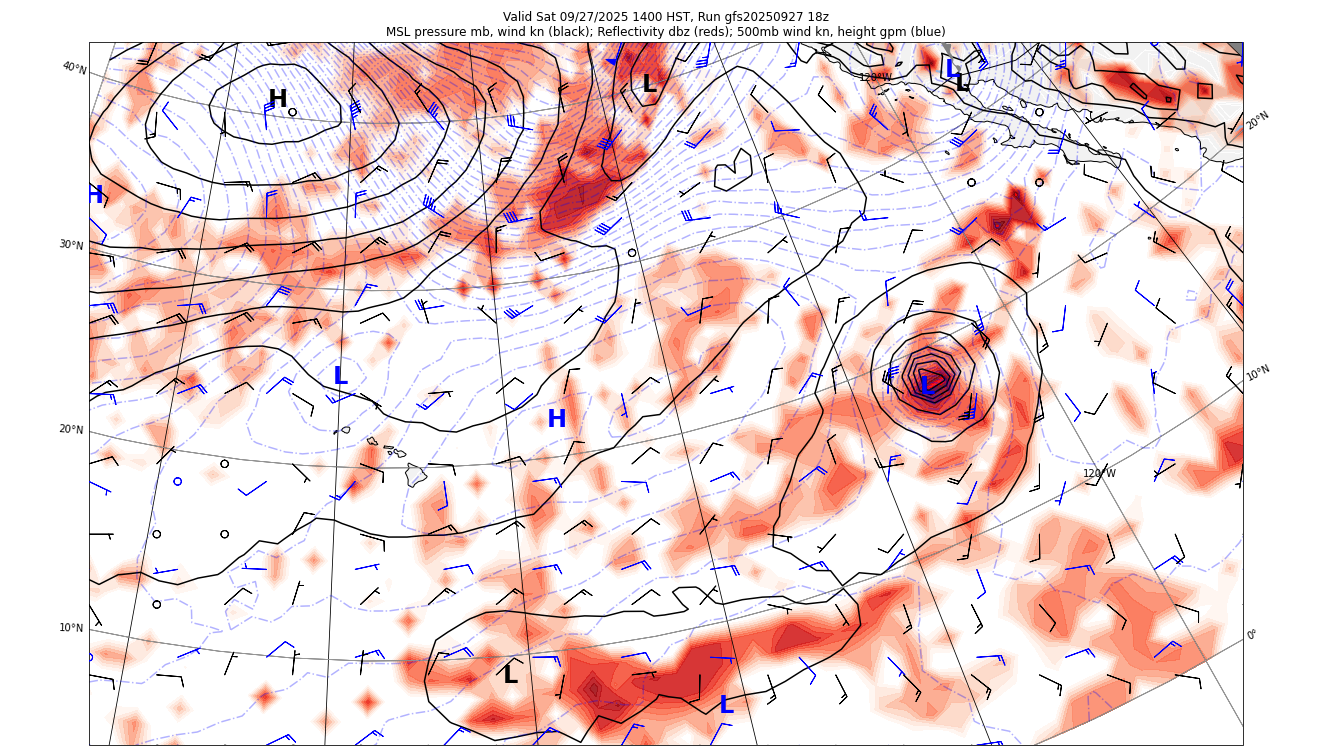 Valid Sat 09/27/2025 1400 HST, Run gfs20250927 18z
MSL pressure mb, wind kn (black); Reflectivity dbz (reds); 500mb wind kn, height gpm (blue)
40°N
H
L
120°W
L
L
20°N
H
30°N
10°N
L
L
H
20°N
120°W
10°N
0°
L
L